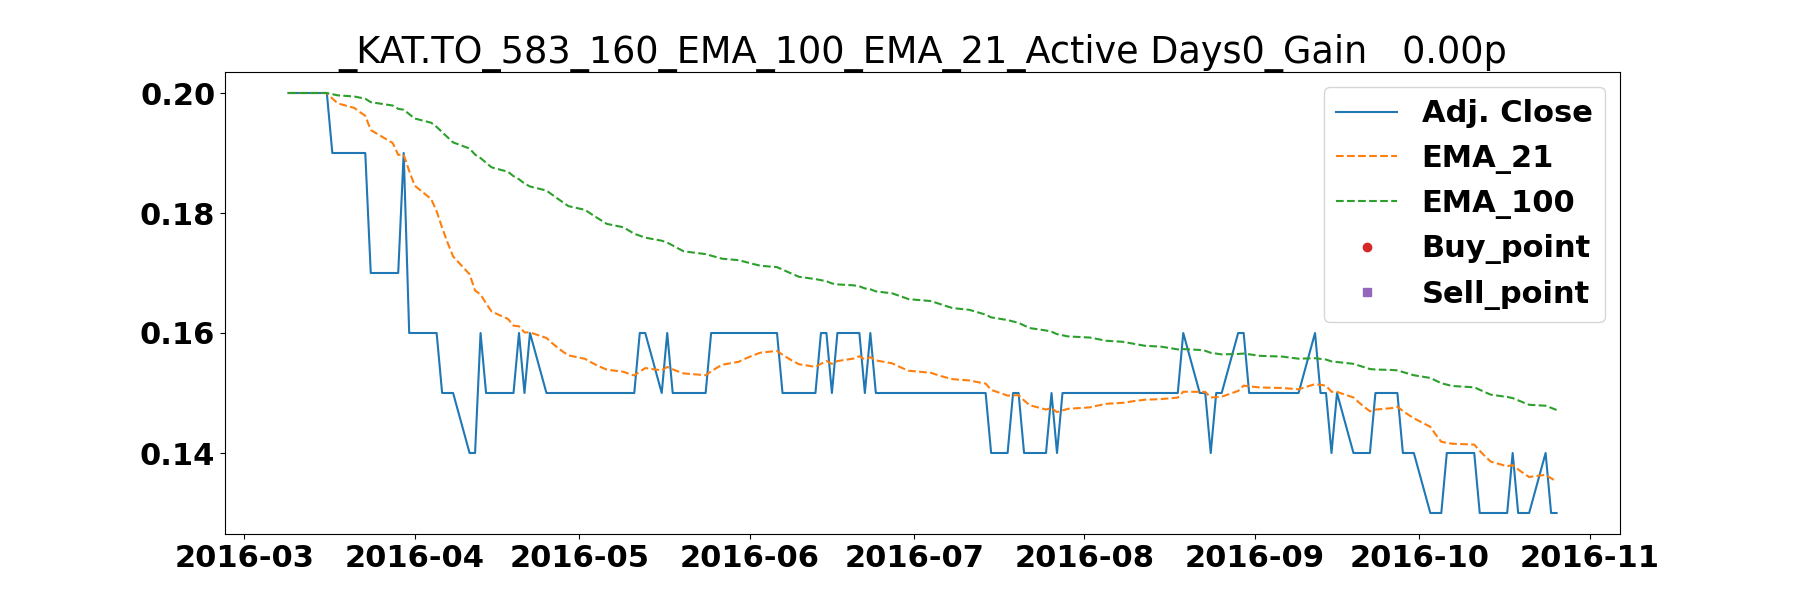 _KAT.TO_583_160_EMA_100_EMA_21_Active Days0_Gain   0.00p
0.20
0.18
0.16
0.14
Adj. Close
EMA_21
EMA_100
Buy_point
Sell_point
2016-03 2016-04 2016-05 2016-06 2016-07 2016-08 2016-09 2016-10 2016-11